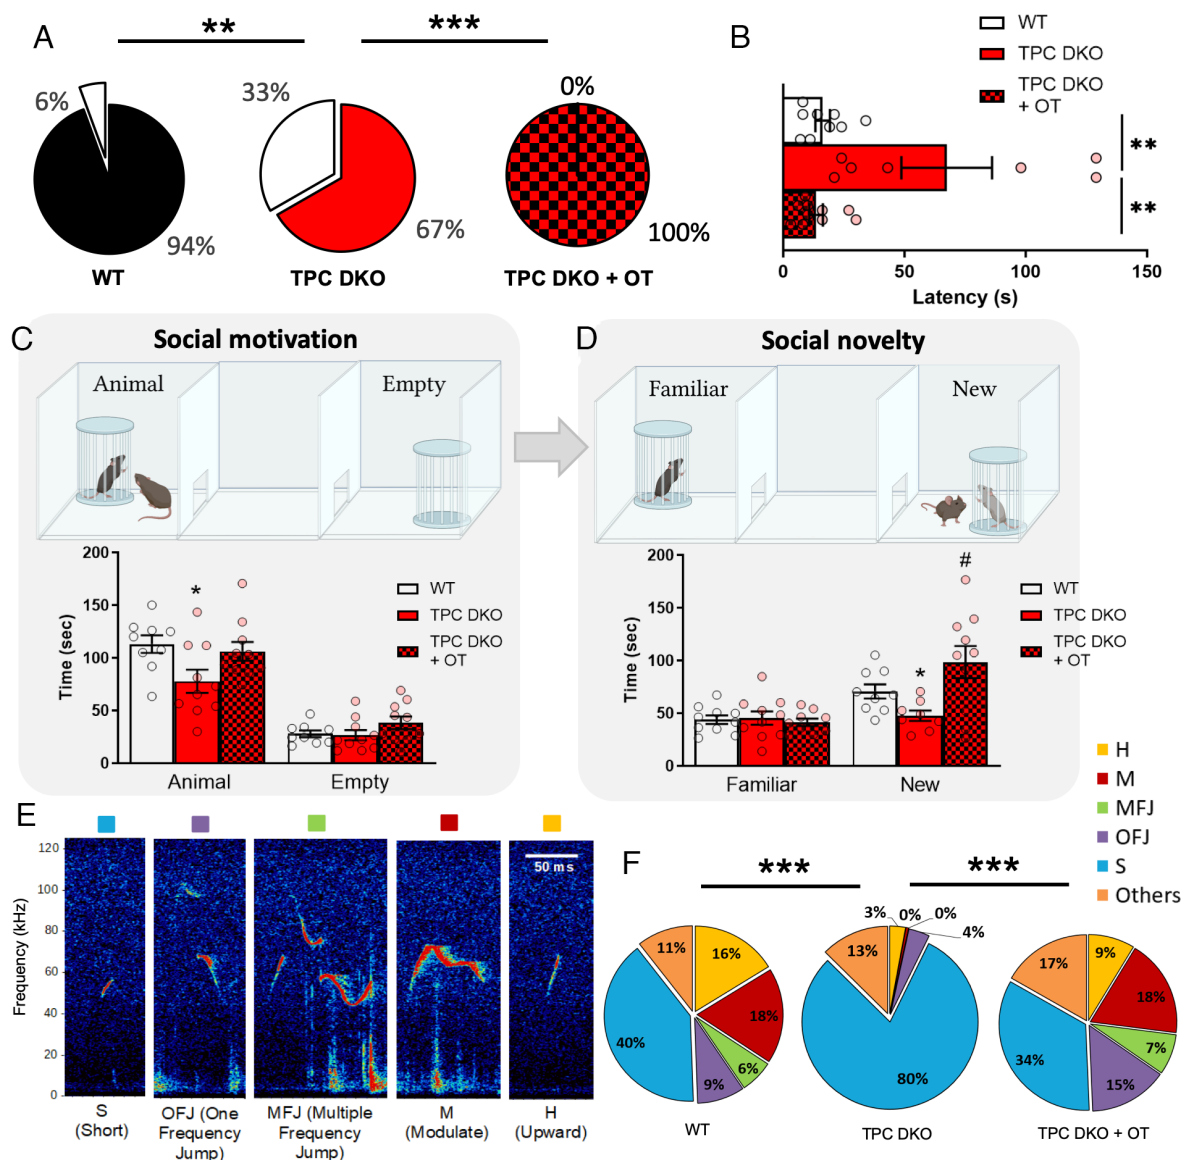 A
**
***
6%
94%
WT
33%
67%
TPC DKO
0%
100%
TPC DKO + OT
B
WT
TPC DKO
TPC DKO
+ OT
**
**
0
50
100
150
Latency (s)
C
Social motivation
Animal
Empty
Time (sec)
200
150
100
50
0
*
WT
TPC DKO
TPC DKO
+ OT
Animal
Empty
D
Social novelty
Familiar
New
Time (sec)
200
150
100
50
0
*
#
WT
TPC DKO
TPC DKO
+ OT
Familiar
New
E
Frequency (kHz)
120
100
80
60
40
20
0
50 ms
S
(Short)
OFJ (One
Frequency
Jump)
MFJ (Multiple
Frequency
Jump)
M
(Modulate)
H
(Upward)
H
M
MFJ
OFJ
S
Others
F
***
***
11%
16%
18%
6%
9%
40%
WT
13%
3%
0%
0%
4%
80%
TPC DKO
17%
9%
18%
7%
15%
34%
TPC DKO + OT